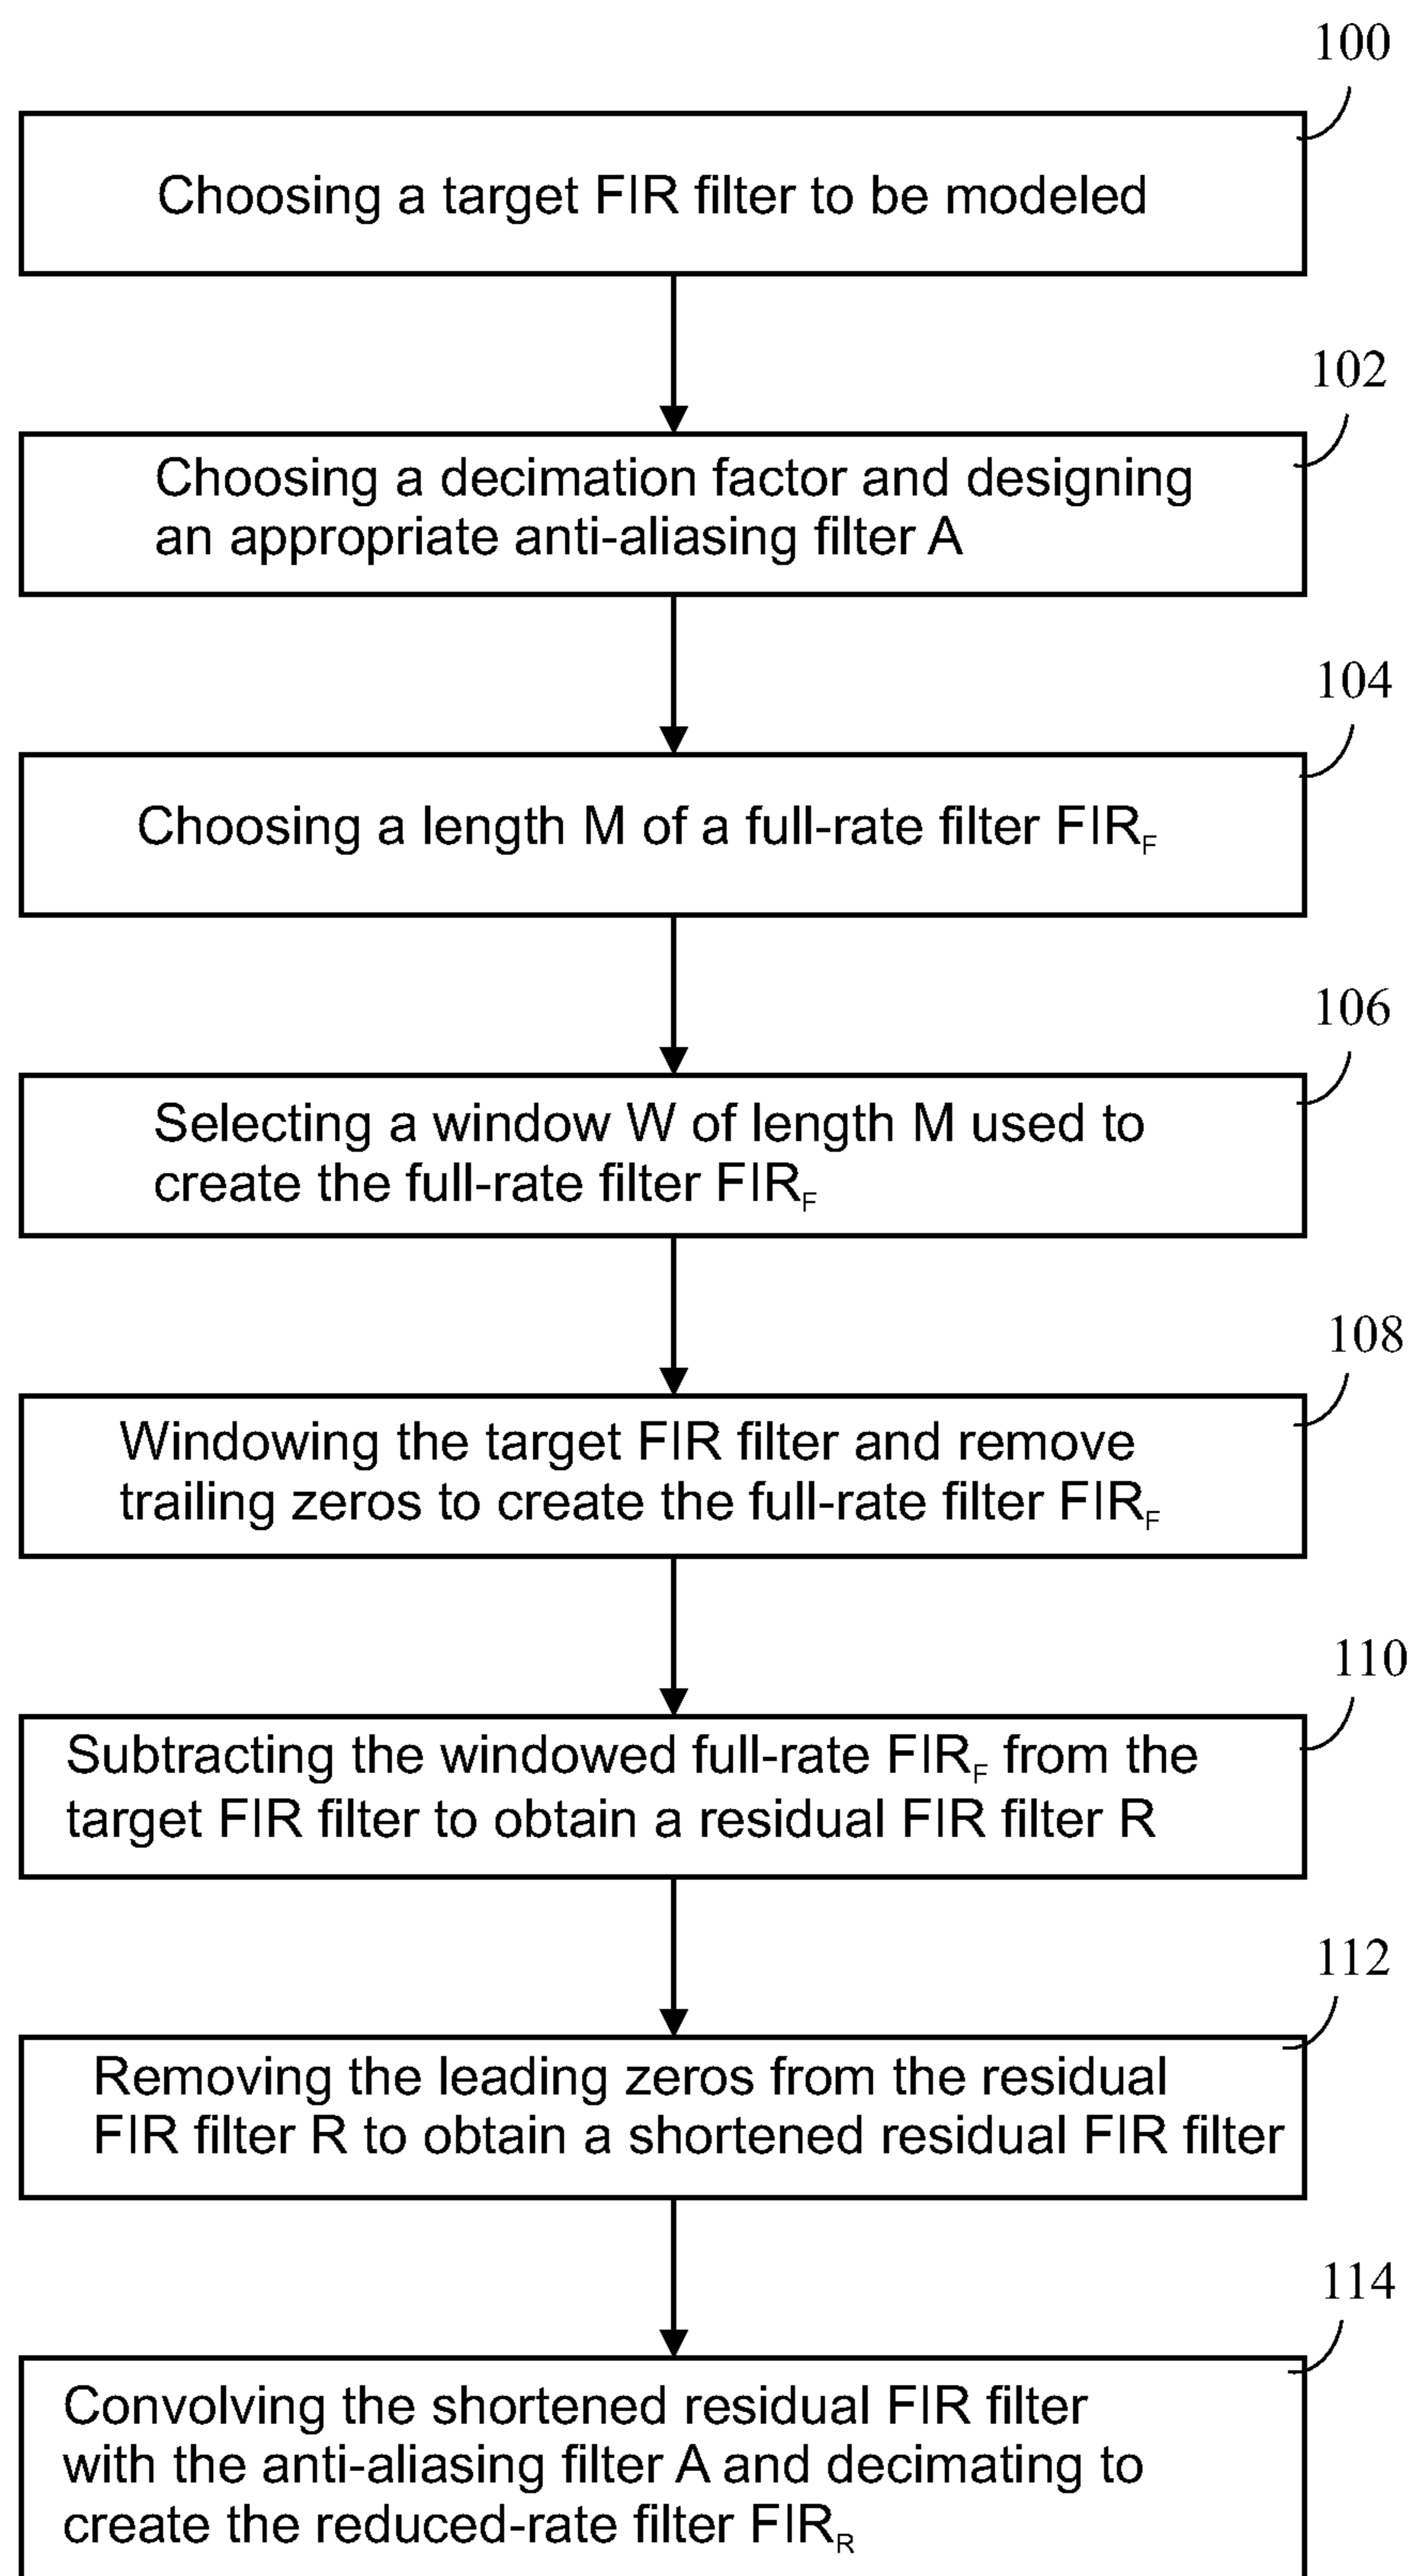 100
Choosing a target FIR filter to be modeled
102
Choosing a decimation factor and designing
an appropriate anti-aliasing filter A
104
Choosing a length M of a full-rate filter FIR_F
106
Selecting a window W of length M used to
create the full-rate filter FIR_F
108
Windowing the target FIR filter and remove
trailing zeros to create the full-rate filter FIR_F
110
Subtracting the windowed full-rate FIR_F from the
target FIR filter to obtain a residual FIR filter R
112
Removing the leading zeros from the residual
FIR filter R to obtain a shortened residual FIR filter
114
Convolving the shortened residual FIR filter
with the anti-aliasing filter A and decimating to
create the reduced-rate filter FIR_R